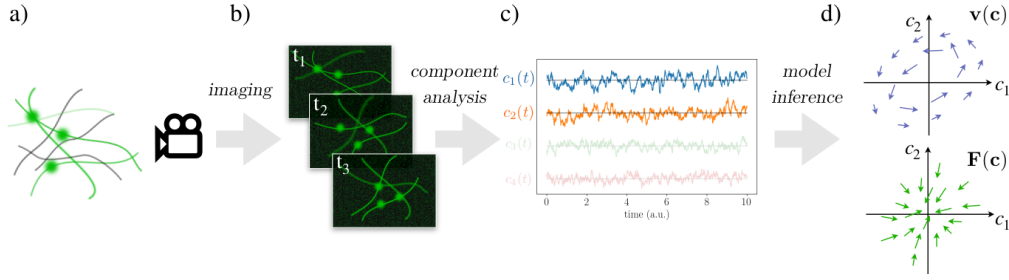 a)
b)
c)
d)
imaging
t1
t2
t3
component
analysis
c1(t)
c2(t)
c3(t)
c4(t)
0 2 4 6 8 10
time (a.u.)
model
inference
c2
v(c)
c1
c2
F(c)
c1